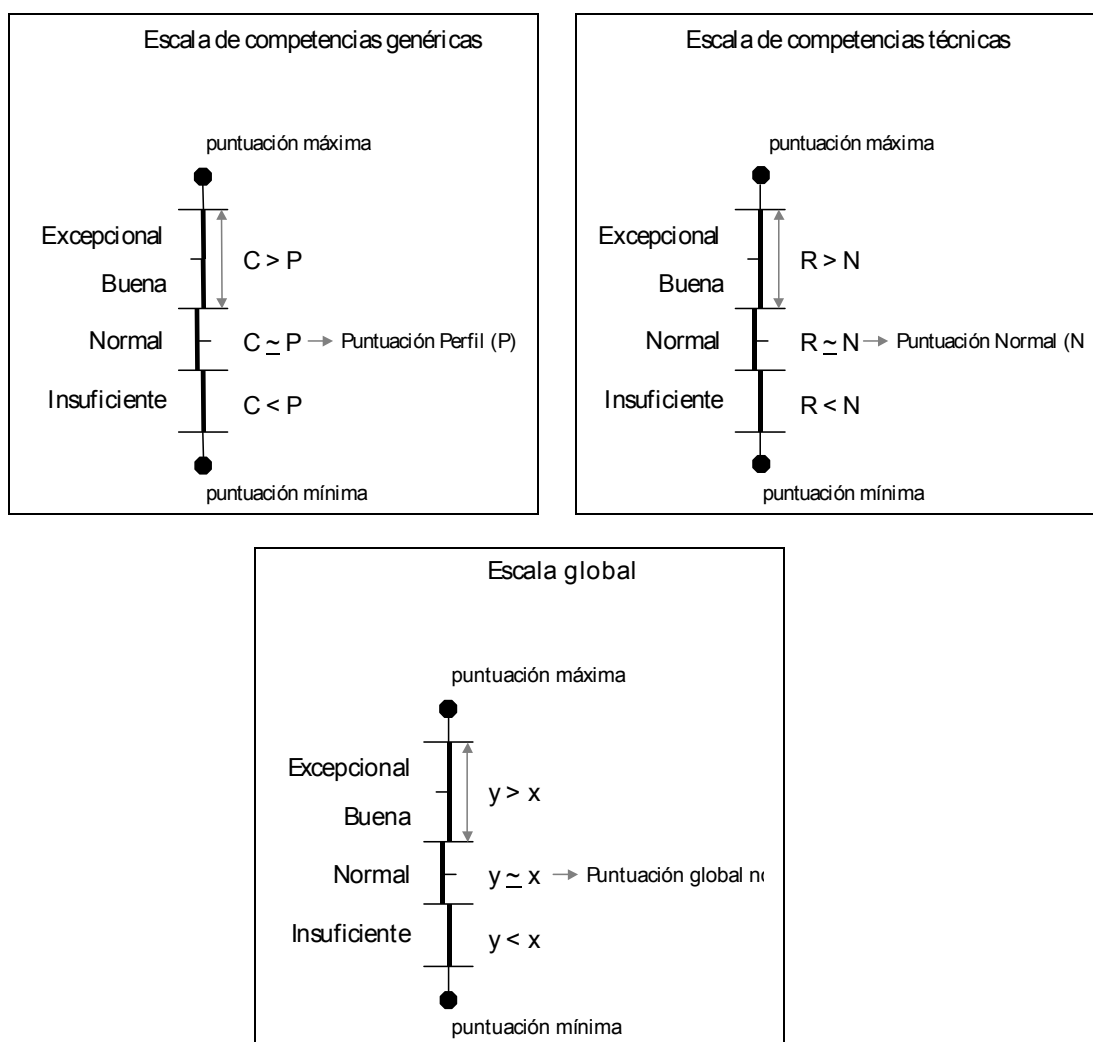 Escala de competencias genéricas
puntuación máxima
Excepcional
C > P
Buena
Normal
C ~ P
Puntuación Perfil (P)
Insuficiente
C < P
puntuación mínima
Escala de competencias técnicas
puntuación máxima
Excepcional
R > N
Buena
Normal
R ~ N
Puntuación Normal (N
Insuficiente
R < N
puntuación mínima
Escala global
puntuación máxima
Excepcional
y > x
Buena
Normal
y ~ x
Puntuación global
Insuficiente
y < x
puntuación mínima